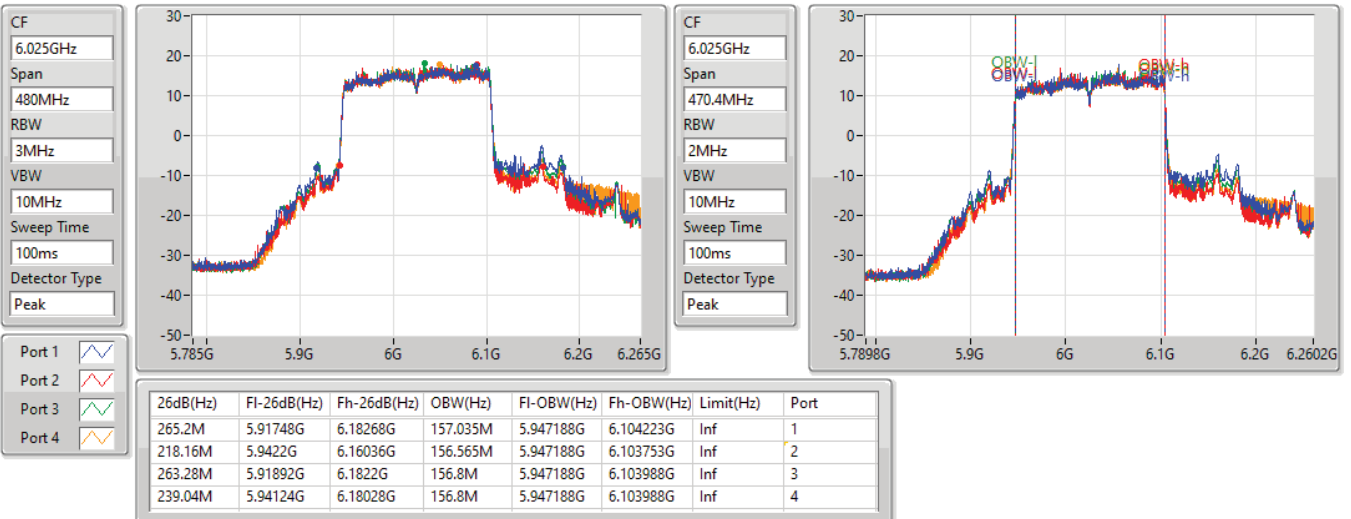 CF
6.025GHz
Span
480MHz
RBW
3MHz
VBW
10MHz
Sweep Time
100ms
Detector Type
Peak
30
20
10
0
-10
-20
-30
-40
-50
5.785G 5.9G 6G 6.1G 6.2G 6.265G
CF
6.025GHz
Span
470.4MHz
RBW
2MHz
VBW
10MHz
Sweep Time
100ms
Detector Type
Peak
30
20
10
0
-10
-20
-30
-40
-50
OBW-l
OBW-l
OBW-h
OBW-h
5.7898G 5.9G 6G 6.1G 6.2G 6.2602G
Port 1
Port 2
Port 3
Port 4
26dB(Hz) Fl-26dB(Hz) Fh-26dB(Hz) OBW(Hz) Fl-OBW(Hz) Fh-OBW(Hz) Limit(Hz) Port
265.2M 5.91748G 6.18268G 157.035M 5.947188G 6.104223G Inf 1
218.16M 5.9422G 6.16036G 156.565M 5.947188G 6.103753G Inf 2
263.28M 5.91892G 6.1822G 156.8M 5.947188G 6.103988G Inf 3
239.04M 5.94124G 6.18028G 156.8M 5.947188G 6.103988G Inf 4